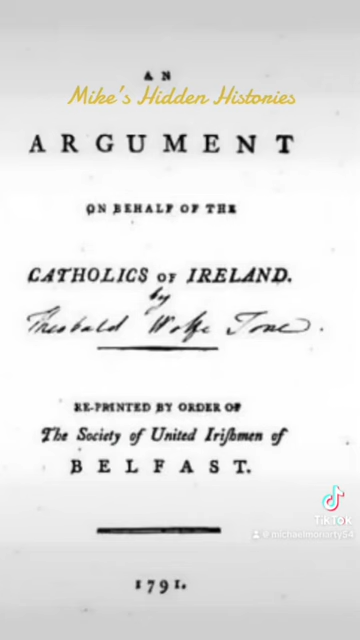 AN
Mike's Hidden Histories
ARGUMENT
ON BEHALF OF THE
CATHOLICS OF IRELAND.
by
Theobald Wolfe Tone.
RE-PRINTED BY ORDER OF
The Society of United Iriſhmen of
BELFAST.
TikTok
@michaelmoriarty54
1791.